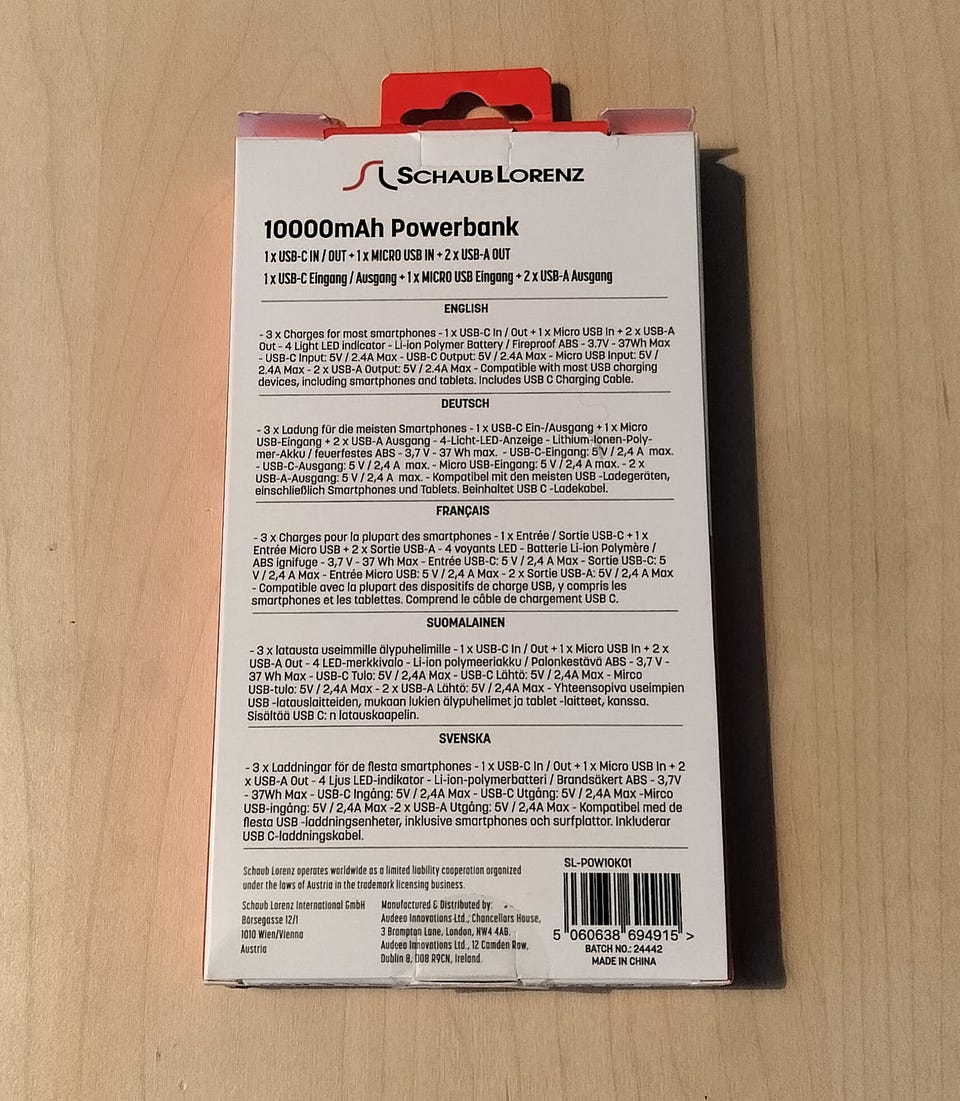 SCHAUB LORENZ
10000mAh Powerbank
1 x USB-C IN / OUT + 1 x MICRO USB IN + 2 x USB-A OUT
1 x USB-C Eingang / Ausgang + 1 x MICRO USB Eingang + 2 x USB-A Ausgang
ENGLISH
- 3 x Charges for most smartphones - 1 x USB-C In / Out + 1 x Micro USB In + 2 x USB-A
Out - 4 Light LED indicator - Li-ion Polymer Battery / Fireproof ABS - 3.7V - 37Wh Max
- USB-C Input: 5V / 2.4A Max - USB-C Output: 5V / 2.4A Max - Micro USB Input: 5V /
2.4A Max - 2 x USB-A Output: 5V / 2.4A Max - Compatible with most USB charging
devices, including smartphones and tablets. Includes USB C Charging Cable.
DEUTSCH
- 3 x Ladung für die meisten Smartphones - 1 x USB-C Ein-/Ausgang + 1 x Micro
USB-Eingang + 2 x USB-A Ausgang - 4-Licht-LED-Anzeige - Lithium-Ionen-Poly-
mer-Akku / feuerfestes ABS - 3,7 V - 37 Wh max. - USB-C-Eingang: 5 V / 2,4 A max.
- USB-C-Ausgang: 5 V / 2,4 A max. - Micro USB-Eingang: 5 V / 2,4 A max. - 2 x
USB-A-Ausgang: 5 V / 2,4 A max. - Kompatibel mit den meisten USB -Ladegeräten,
einschließlich Smartphones und Tablets. Beinhaltet USB C -Ladekabel.
FRANÇAIS
- 3 x Charges pour la plupart des smartphones - 1 x Entrée / Sortie USB-C + 1 x
Entrée Micro USB + 2 x Sortie USB-A - 4 voyants LED - Batterie Li-ion Polymère /
ABS ignifuge - 3,7 V - 37 Wh Max - Entrée USB-C: 5 V / 2,4 A Max - Sortie USB-C: 5
V / 2,4 A Max - Entrée Micro USB: 5 V / 2,4 A Max - 2 x Sortie USB-A: 5V / 2,4 A Max
- Compatible avec la plupart des dispositifs de charge USB, y compris les
smartphones et les tablettes. Comprend le câble de chargement USB C.
SUOMALAINEN
- 3 x latausta useimmille älypuhelimille - 1 x USB-C In / Out + 1 x Micro USB In + 2 x
USB-A Out - 4 LED-merkkivalo - Li-ion polymeeriakku / Palonkestävä ABS - 3,7 V -
37 Wh Max - USB-C Tulo: 5V / 2,4A Max - USB-C Lähtö: 5V / 2,4A Max - Mirco
USB-tulo: 5V / 2,4A Max - 2 x USB-A Lähtö: 5V / 2,4A Max - Yhteensopiva useimpien
USB -latauslaitteiden, mukaan lukien älypuhelimet ja tablet -laitteet, kanssa.
Sisältää USB C: n latauskaapelin.
SVENSKA
- 3 x Laddningar för de flesta smartphones - 1 x USB-C In / Out + 1 x Micro USB In + 2
x USB-A Out - 4 Ljus LED-indikator - Li-ion-polymerbatteri / Brandsäkert ABS - 3,7V
- 37Wh Max - USB-C Ingång: 5V / 2,4A Max - USB-C Utgång: 5V / 2,4A Max -Mirco
USB-ingång: 5V / 2,4A Max -2 x USB-A Utgång: 5V / 2,4A Max - Kompatibel med de
flesta USB -laddningsenheter, inklusive smartphones och surfplattor. Inkluderar
USB C-laddningskabel.
Schaub Lorenz operates worldwide as a limited liability cooperation organized
under the laws of Austria in the trademark licensing business.
Schaub Lorenz International GmbH
Börsegasse 12/1
1010 Wien/Vienna
Austria
Manufactured & Distributed by:
Audeeo Innovations Ltd., Chancellors House,
3 Brampton Lane, London, NW4 4AB.
Audeeo Innovations Ltd., 12 Camden Row,
Dublin 8, D08 R9CN, Ireland.
SL-POW10K01
5 060638 694915 >
BATCH NO.: 24442
MADE IN CHINA